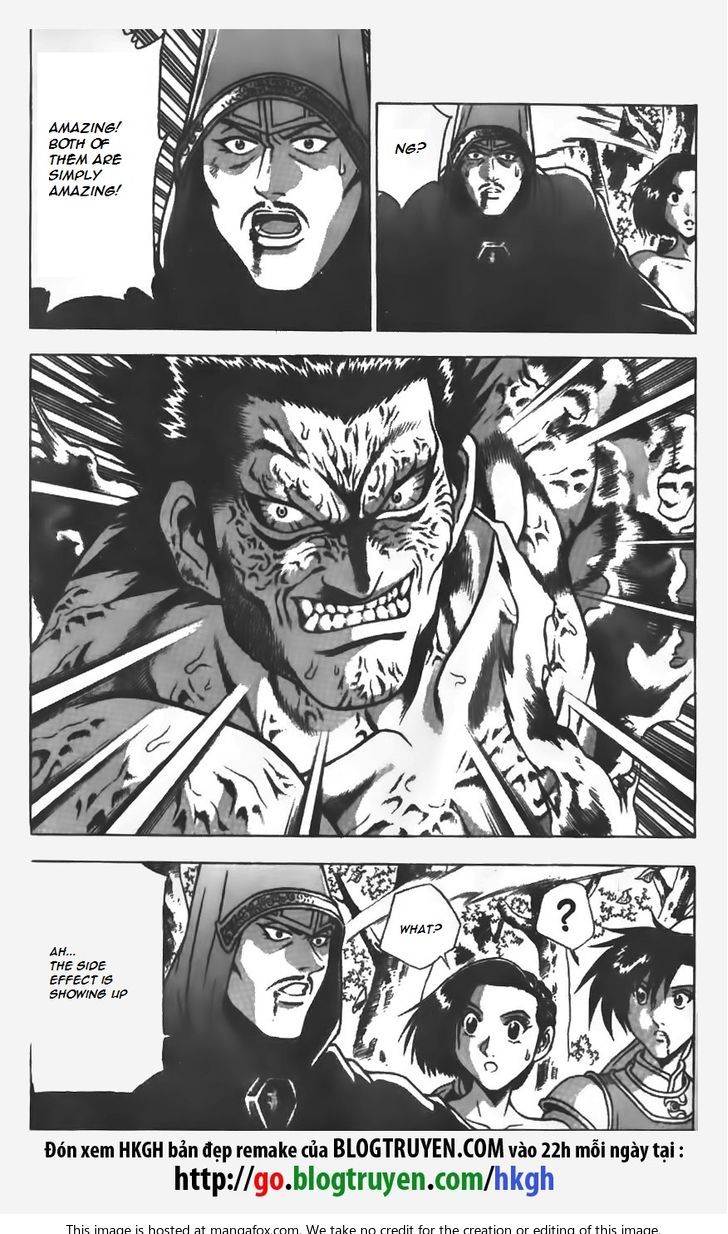 AMAZING!
BOTH OF
THEM ARE
SIMPLY
AMAZING!
NG?
AH...
THE SIDE
EFFECT IS
SHOWING UP
WHAT?
?
Đón xem HKGH bản đẹp remake của BLOGTRUYEN.COM vào 22h mỗi ngày tại :
http://go.blogtruyen.com/hkgh
This image is hosted at mangafox.com. We take no credit for the creation or editing of this image.